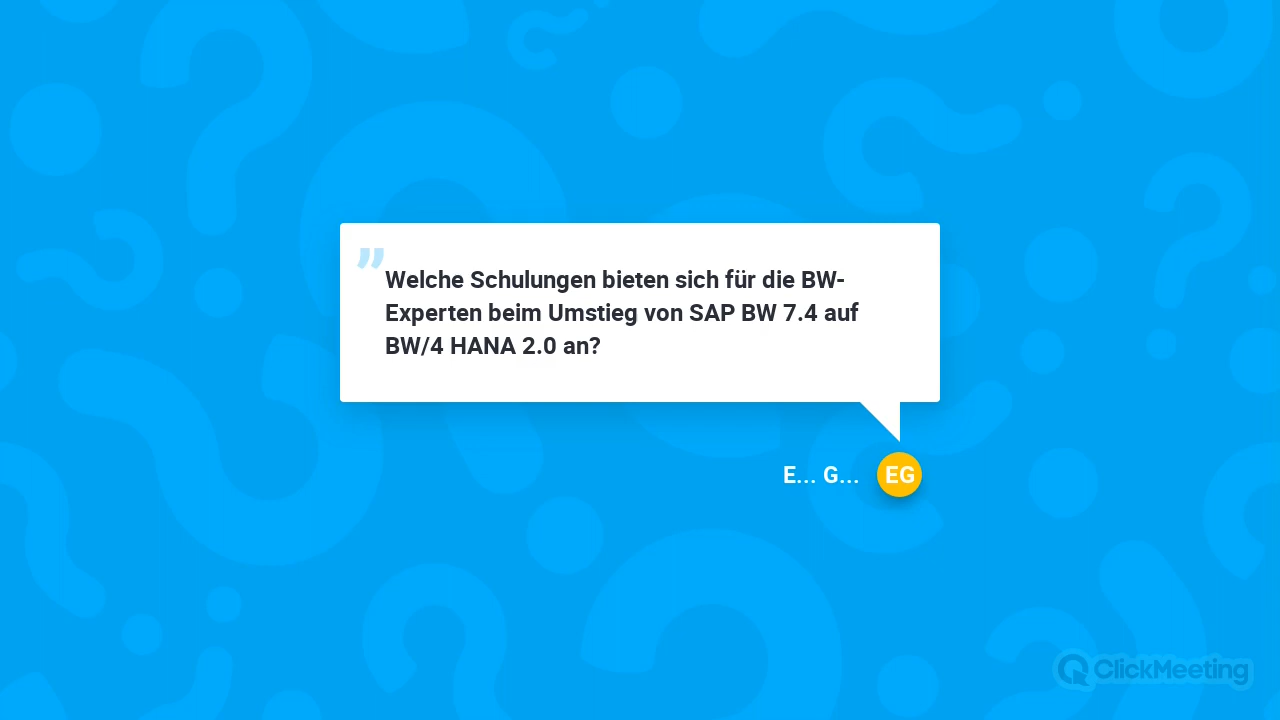 Welche Schulungen bieten sich für die BW-
Experten beim Umstieg von SAP BW 7.4 auf
BW/4 HANA 2.0 an?
E... G... EG
ClickMeeting